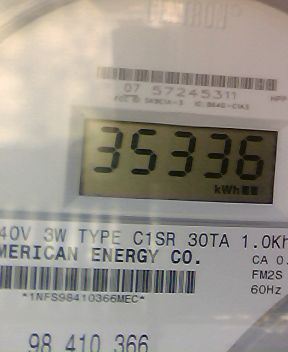 07 57245311
35336
kWh
40V 3W TYPE C1SR 30TA 1.0Kh
MERICAN ENERGY CO.
CA 0.
FM2S
60Hz
*1NFS98410366MEC*
98 410 366